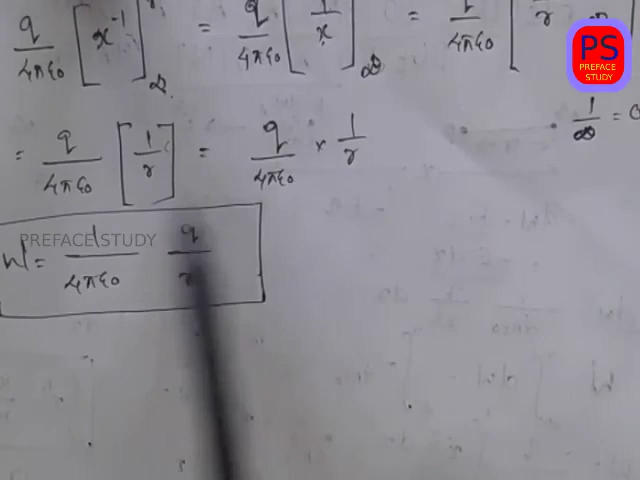 q/4πε₀ [x⁻¹]ʳ∞ = q/4πε₀ [1/x]∞ = q/4πε₀ [1/r
PS
PREFACE
STUDY
1/∞ = 0
= q/4πε₀ [1/r] = q/4πε₀ × 1/r
PREFACE STUDY
W = 1/4πε₀ q/r